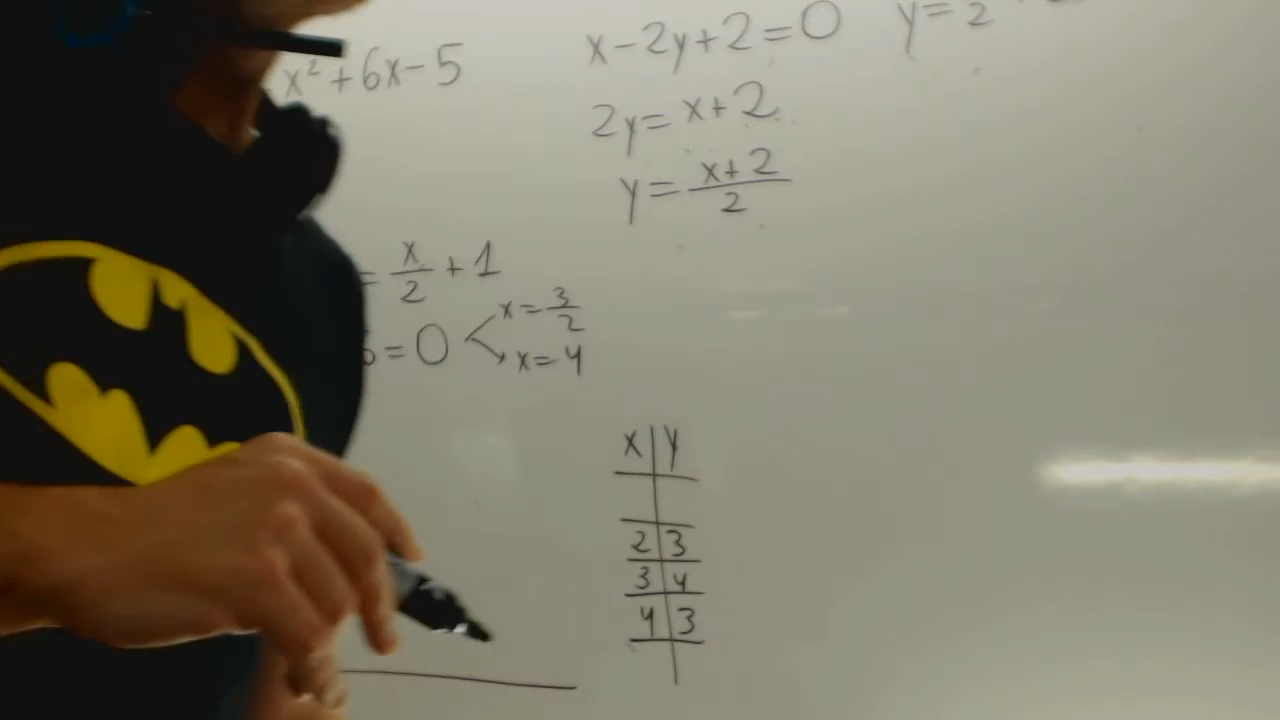 x² + 6x - 5
x - 2y + 2 = 0
2y = x + 2
y = x + 2 / 2
y = 2
= x/2 + 1
= 0
x = 3/2
x = 4
x y
2 3
3 4
4 3